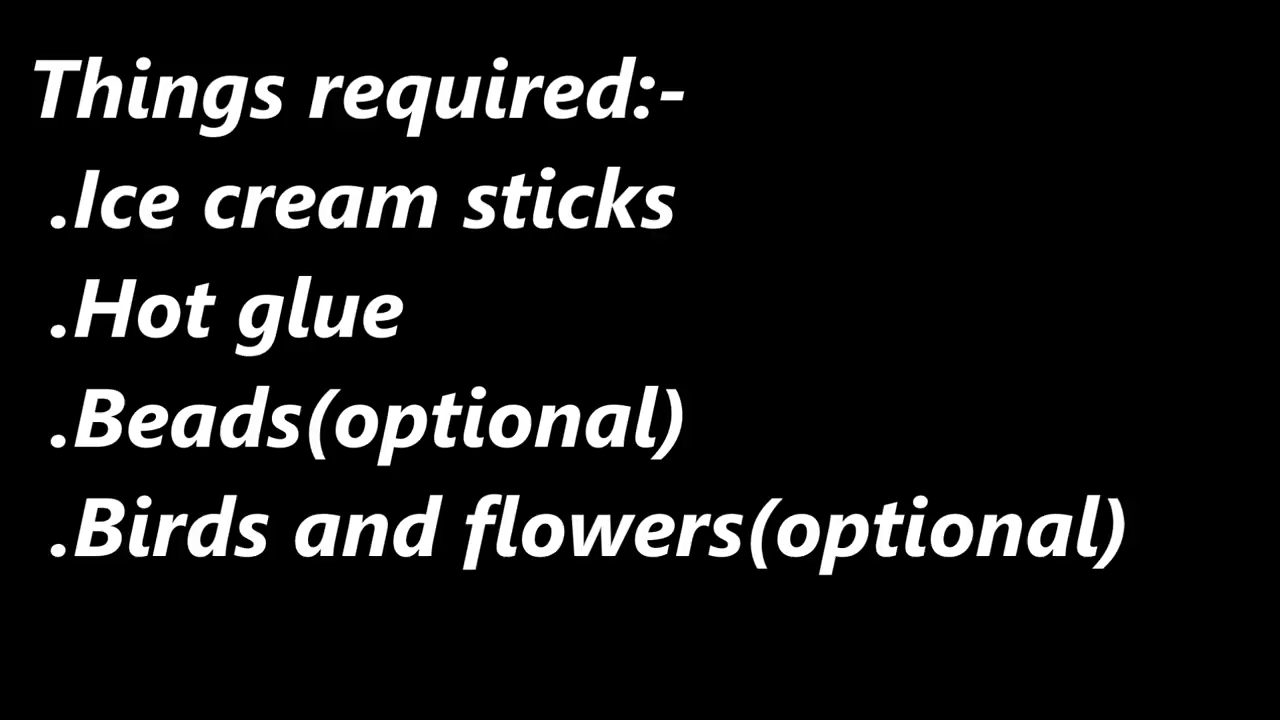 Things required:-
.Ice cream sticks
.Hot glue
.Beads(optional)
.Birds and flowers(optional)